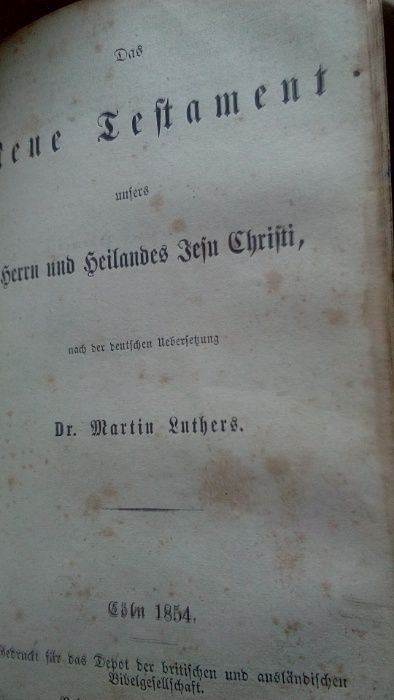 Das
Neue Testament
unsers
Herrn und Heilandes Jesu Christi,
nach der deutschen Uebersetzung
Dr. Martin Luthers.
Cöln 1854.
Gedruckt für das Depot der britischen und ausländischen
Bibelgesellschaft.